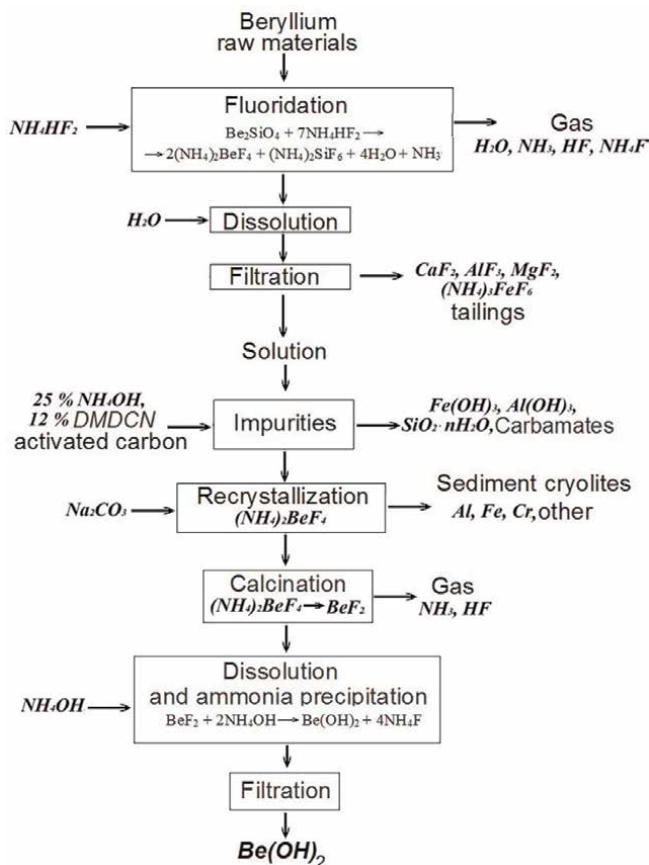 Beryllium
raw materials
NH₄HF₂
Fluoridation
Be₂SiO₄ + 7NH₄HF₂ →
→ 2(NH₄)₂BeF₄ + (NH₄)₂SiF₆ + 4H₂O + NH₃
Gas
H₂O, NH₃, HF, NH₄F
H₂O
Dissolution
Filtration
CaF₂, AlF₃, MgF₂,
(NH₄)₃FeF₆
tailings
Solution
25 % NH₄OH,
12 % DMDCN
activated carbon
Impurities
Fe(OH)₃, Al(OH)₃,
SiO₂· nH₂O, Carbamates
Na₂CO₃
Recrystallization
(NH₄)₂BeF₄
Sediment cryolites
Al, Fe, Cr, other
Calcination
(NH₄)₂BeF₄ → BeF₂
Gas
NH₃, HF
NH₄OH
Dissolution
and ammonia precipitation
BeF₂ + 2NH₄OH → Be(OH)₂ + 4NH₄F
Filtration
Be(OH)₂